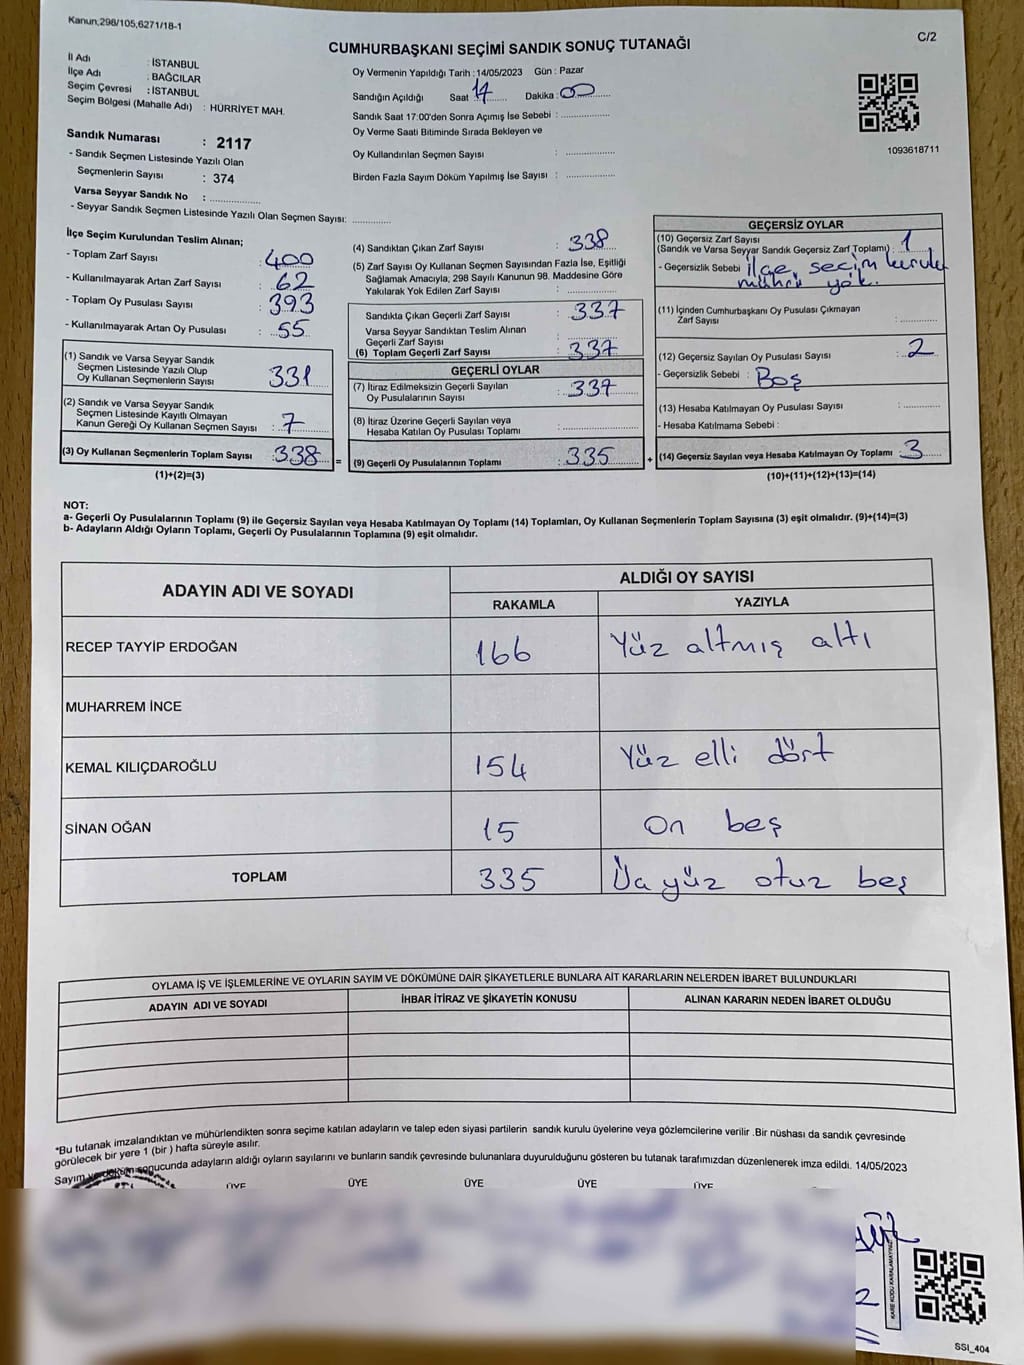 Kanun,298/105,6271/18-1
C/2
CUMHURBAŞKANI SEÇİMİ SANDIK SONUÇ TUTANAĞI
İl Adı : İSTANBUL
İlçe Adı : BAĞCILAR
Seçim Çevresi : İSTANBUL
Seçim Bölgesi (Mahalle Adı) : HÜRRİYET MAH.
Sandık Numarası : 2117
- Sandık Seçmen Listesinde Yazılı Olan
Seçmenlerin Sayısı : 374
Varsa Seyyar Sandık No : ..................
- Seyyar Sandık Seçmen Listesinde Yazılı Olan Seçmen Sayısı: .............
Oy Vermenin Yapıldığı Tarih : 14/05/2023 Gün : Pazar
Sandığın Açıldığı Saat 17 Dakika : 00
Sandık Saat 17:00'den Sonra Açımış İse Sebebi : ................
Oy Verme Saati Bitiminde Sırada Bekleyen ve
Oy Kullandırılan Seçmen Sayısı : ................
Birden Fazla Sayım Döküm Yapılmış İse Sayısı : ................
1093618711
İlçe Seçim Kurulundan Teslim Alınan;
- Toplam Zarf Sayısı : 400
- Kullanılmayarak Artan Zarf Sayısı : 62
- Toplam Oy Pusulası Sayısı : 393
- Kullanılmayarak Artan Oy Pusulası : 55
(1) Sandık ve Varsa Seyyar Sandık
Seçmen Listesinde Yazılı Olup
Oy Kullanan Seçmenlerin Sayısı : 331
(2) Sandık ve Varsa Seyyar Sandık
Seçmen Listesinde Kayıtlı Olmayan
Kanun Gereği Oy Kullanan Seçmen Sayısı : 7
(3) Oy Kullanan Seçmenlerin Toplam Sayısı : 338
(1)+(2)=(3)
=
(4) Sandıktan Çıkan Zarf Sayısı : 338
(5) Zarf Sayısı Oy Kullanan Seçmen Sayısından Fazla İse, Eşitliği
Sağlamak Amacıyla, 298 Sayılı Kanunun 98. Maddesine Göre
Yakılarak Yok Edilen Zarf Sayısı : ................
Sandıkta Çıkan Geçerli Zarf Sayısı : 337
Varsa Seyyar Sandıktan Teslim Alınan
Geçerli Zarf Sayısı : ................
(6) Toplam Geçerli Zarf Sayısı : 337
GEÇERLİ OYLAR
(7) İtiraz Edilmeksizin Geçerli Sayılan
Oy Pusulalarının Sayısı : 337
(8) İtiraz Üzerine Geçerli Sayılan veya
Hesaba Katılan Oy Pusulası Toplamı : ................
(9) Geçerli Oy Pusulalarının Toplamı : 335
+
GEÇERSİZ OYLAR
(10) Geçersiz Zarf Sayısı
(Sandık ve Varsa Seyyar Sandık Geçersiz Zarf Toplamı) : 1
- Geçersizlik Sebebi : ilçe, seçim kurulu
mührü yok.
(11) İçinden Cumhurbaşkanı Oy Pusulası Çıkmayan
Zarf Sayısı : ............
(12) Geçersiz Sayılan Oy Pusulası Sayısı : 2
- Geçersizlik Sebebi : Boş
(13) Hesaba Katılmayan Oy Pusulası Sayısı : ............
- Hesaba Katılmama Sebebi :
(14) Geçersiz Sayılan veya Hesaba Katılmayan Oy Toplamı : 3
(10)+(11)+(12)+(13)=(14)
NOT:
a- Geçerli Oy Pusulalarının Toplamı (9) ile Geçersiz Sayılan veya Hesaba Katılmayan Oy Toplamı (14) Toplamları, Oy Kullanan Seçmenlerin Toplam Sayısına (3) eşit olmalıdır. (9)+(14)=(3)
b- Adayların Aldığı Oyların Toplamı, Geçerli Oy Pusulalarının Toplamına (9) eşit olmalıdır.
ADAYIN ADI VE SOYADI
ALDIĞI OY SAYISI
RAKAMLA YAZIYLA
RECEP TAYYİP ERDOĞAN 166 Yüz altmış altı
MUHARREM İNCE
KEMAL KILIÇDAROĞLU 154 Yüz elli dört
SİNAN OĞAN 15 On beş
TOPLAM 335 Üç yüz otuz beş
OYLAMA İŞ VE İŞLEMLERİNE VE OYLARIN SAYIM VE DÖKÜMÜNE DAİR ŞİKAYETLERLE BUNLARA AİT KARARLARIN NELERDEN İBARET BULUNDUKLARI
ADAYIN ADI VE SOYADI İHBAR İTİRAZ VE ŞİKAYETİN KONUSU ALINAN KARARIN NEDEN İBARET OLDUĞU
*Bu tutanak imzalandıktan ve mühürlendikten sonra seçime katılan adayların ve talep eden siyasi partilerin sandık kurulu üyelerine veya gözlemcilerine verilir .Bir nüshası da sandık çevresinde
görülecek bir yere 1 (bir ) hafta süreyle asılır.
Sayım ve döküm sonucunda adayların aldığı oyların sayılarını ve bunların sandık çevresinde bulunanlara duyurulduğunu gösteren bu tutanak tarafımızdan düzenlenerek imza edildi. 14/05/2023
ÜYE ÜYE ÜYE ÜYE ÜYE
KARE KODU KARALAMAYINIZ
SSI_404